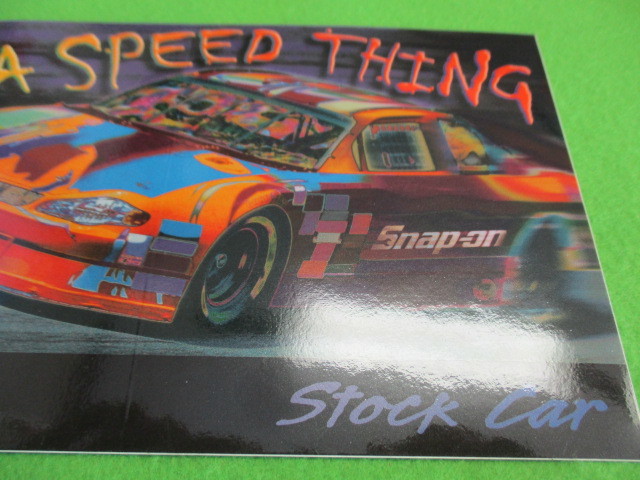 A SPEED THING
Snap-on
Stock Car